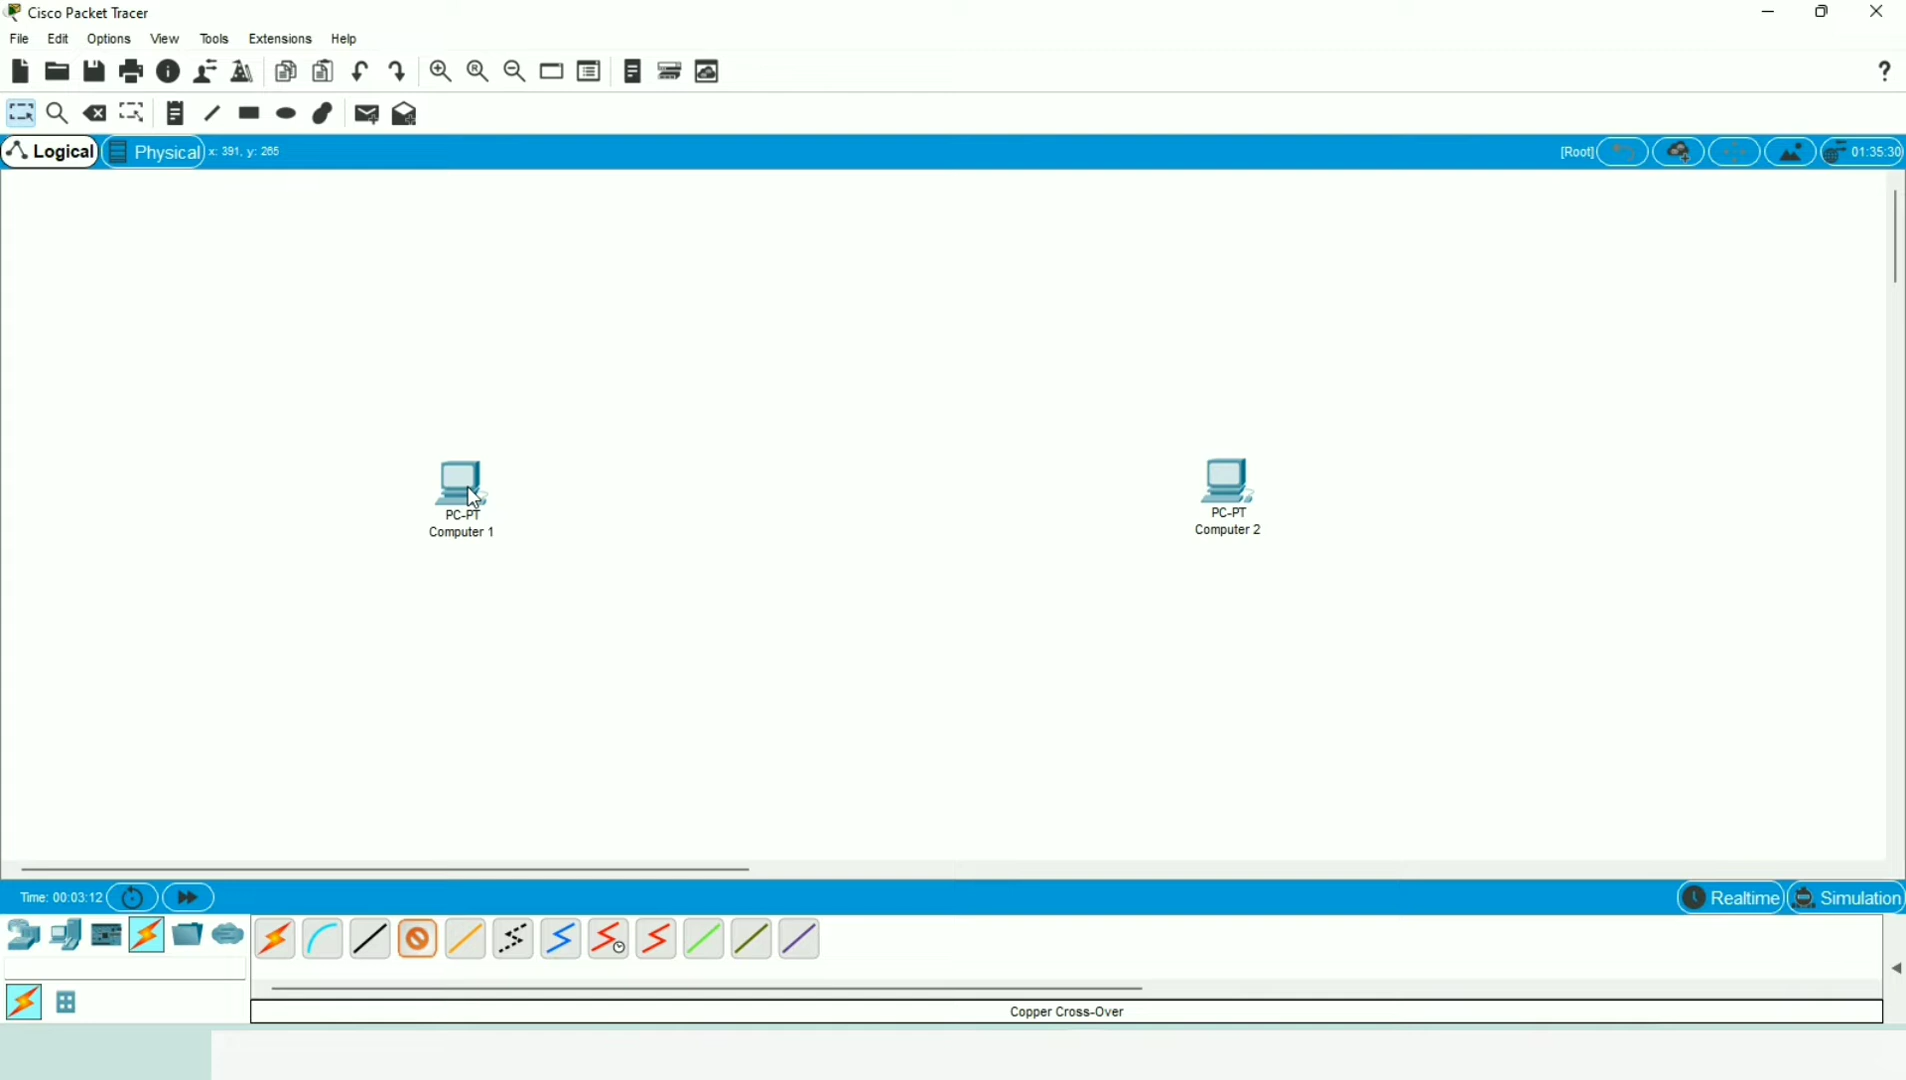 Cisco Packet Tracer
File Edit Options View Tools Extensions Help
?
Logical Physical x: 391, y: 265 [Root] 01:35:30
PC-PT
Computer 1
PC-PT
Computer 2
Time: 00:03:12 Realtime Simulation
Copper Cross-Over